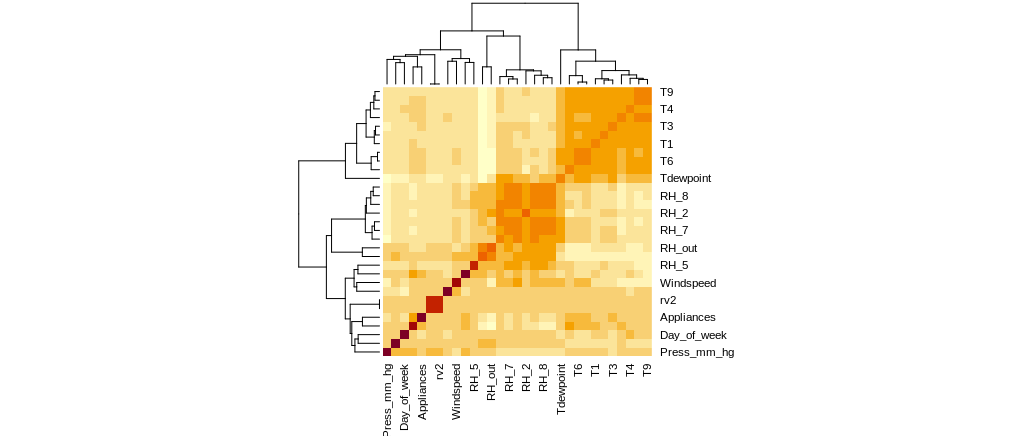 T9
T4
T3
T1
T6
Tdewpoint
RH_8
RH_2
RH_7
RH_out
RH_5
Windspeed
rv2
Appliances
Day_of_week
Press_mm_hg
Press_mm_hg
Day_of_week
Appliances
rv2
Windspeed
RH_5
RH_out
RH_7
RH_2
RH_8
Tdewpoint
T6
T1
T3
T4
T9